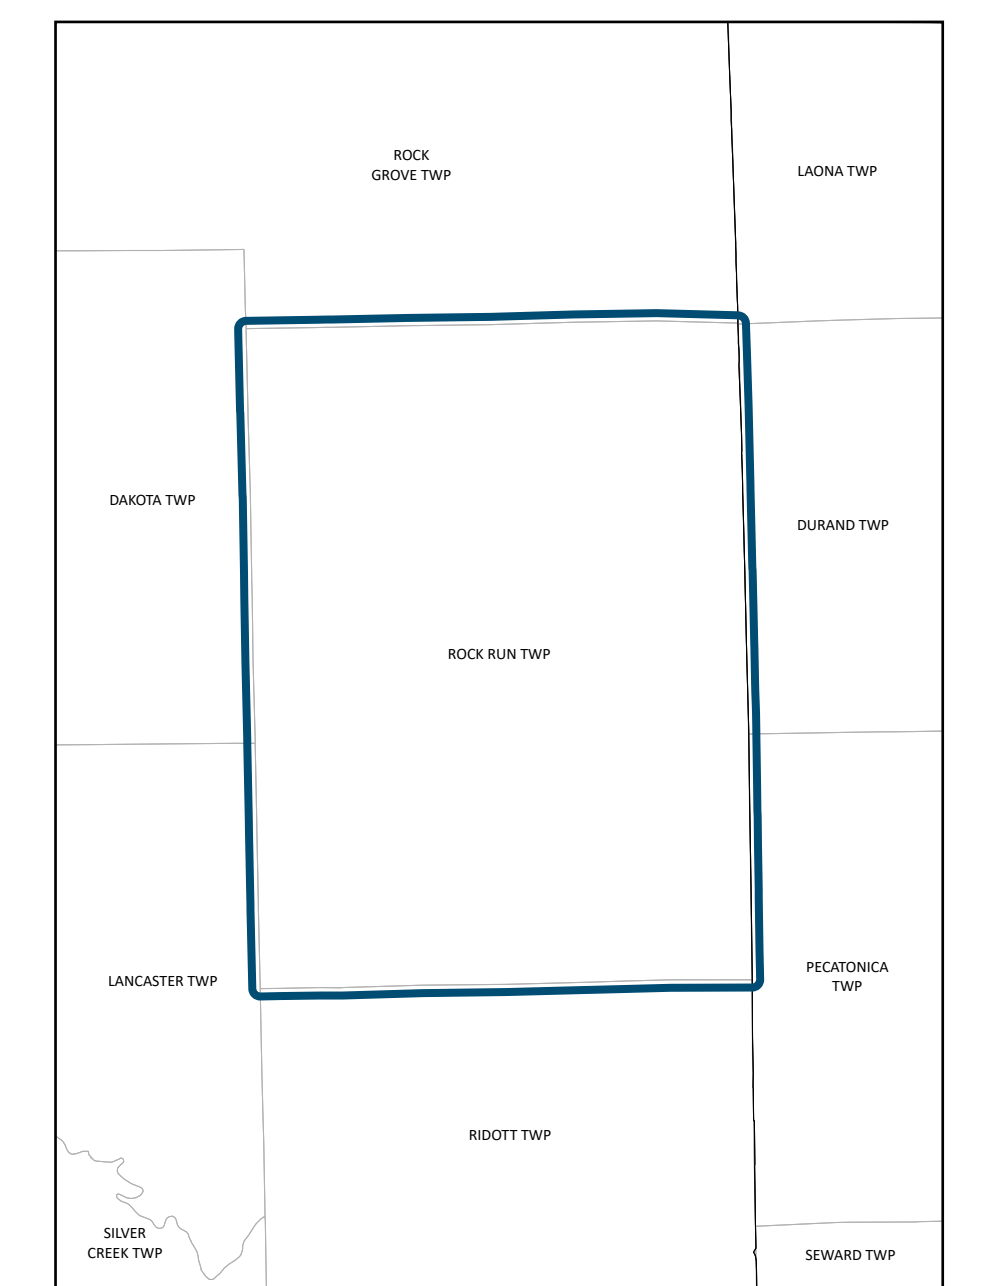 ROCK
GROVE TWP
LAONA TWP
DAKOTA TWP
DURAND TWP
ROCK RUN TWP
LANCASTER TWP
PECATONICA
TWP
RIDOTT TWP
SILVER
CREEK TWP
SEWARD TWP